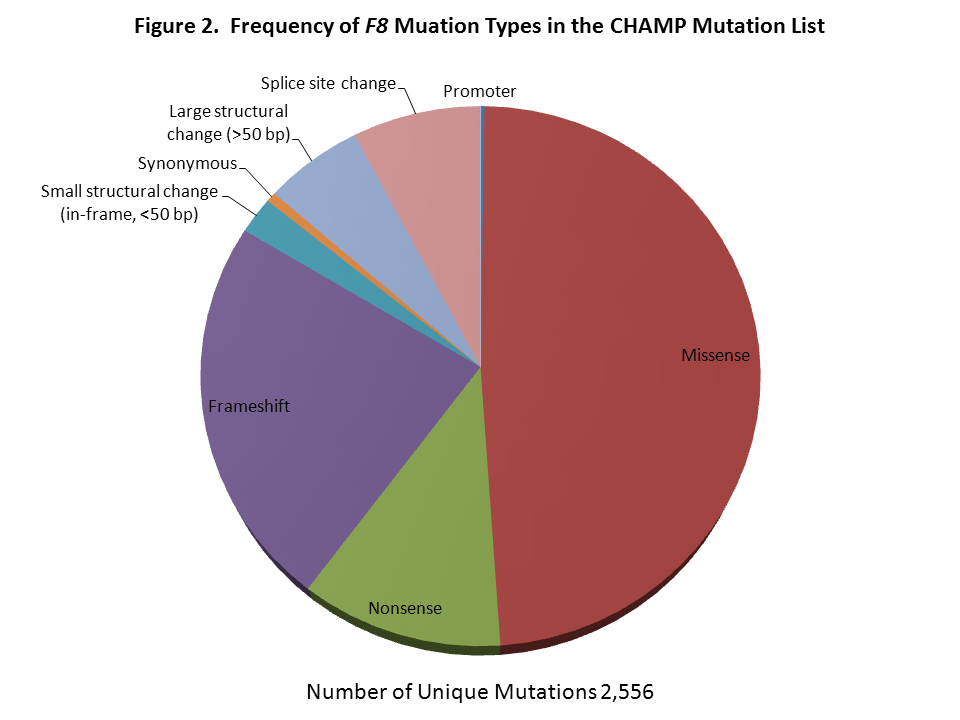 Figure 2. Frequency of F8 Muation Types in the CHAMP Mutation List
Splice site change
Promoter
Large structural
change (>50 bp)
Synonymous
Small structural change
(in-frame, <50 bp)
Missense
Frameshift
Nonsense
Number of Unique Mutations 2,556